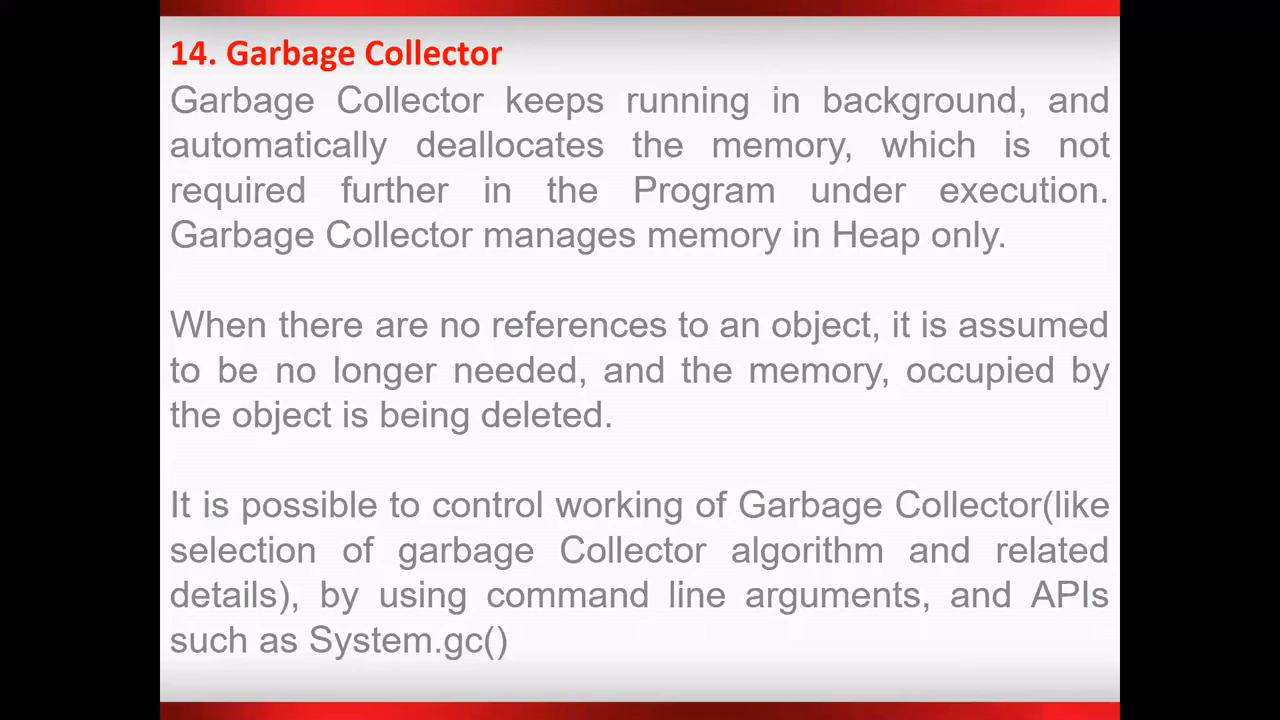 14. Garbage Collector
Garbage Collector keeps running in background, and
automatically deallocates the memory, which is not
required further in the Program under execution.
Garbage Collector manages memory in Heap only.
When there are no references to an object, it is assumed
to be no longer needed, and the memory, occupied by
the object is being deleted.
It is possible to control working of Garbage Collector(like
selection of garbage Collector algorithm and related
details), by using command line arguments, and APIs
such as System.gc()